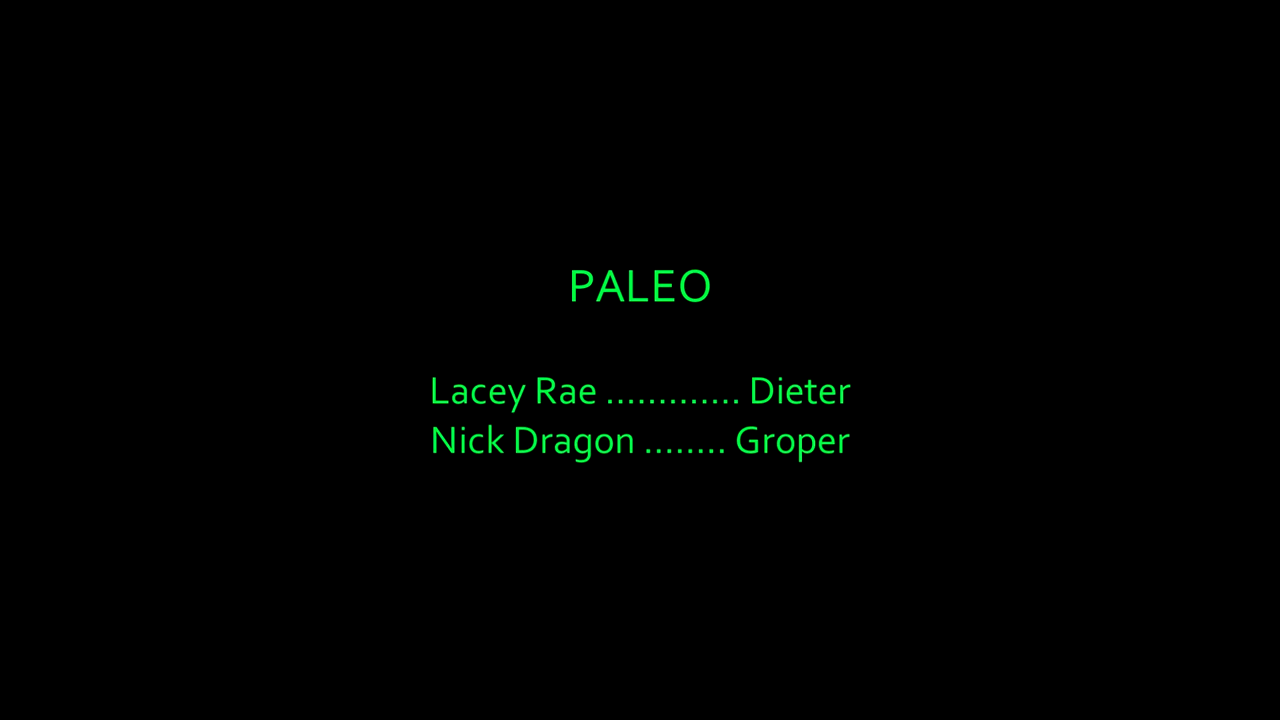 PALEO
Lacey Rae ............. Dieter
Nick Dragon ........ Groper